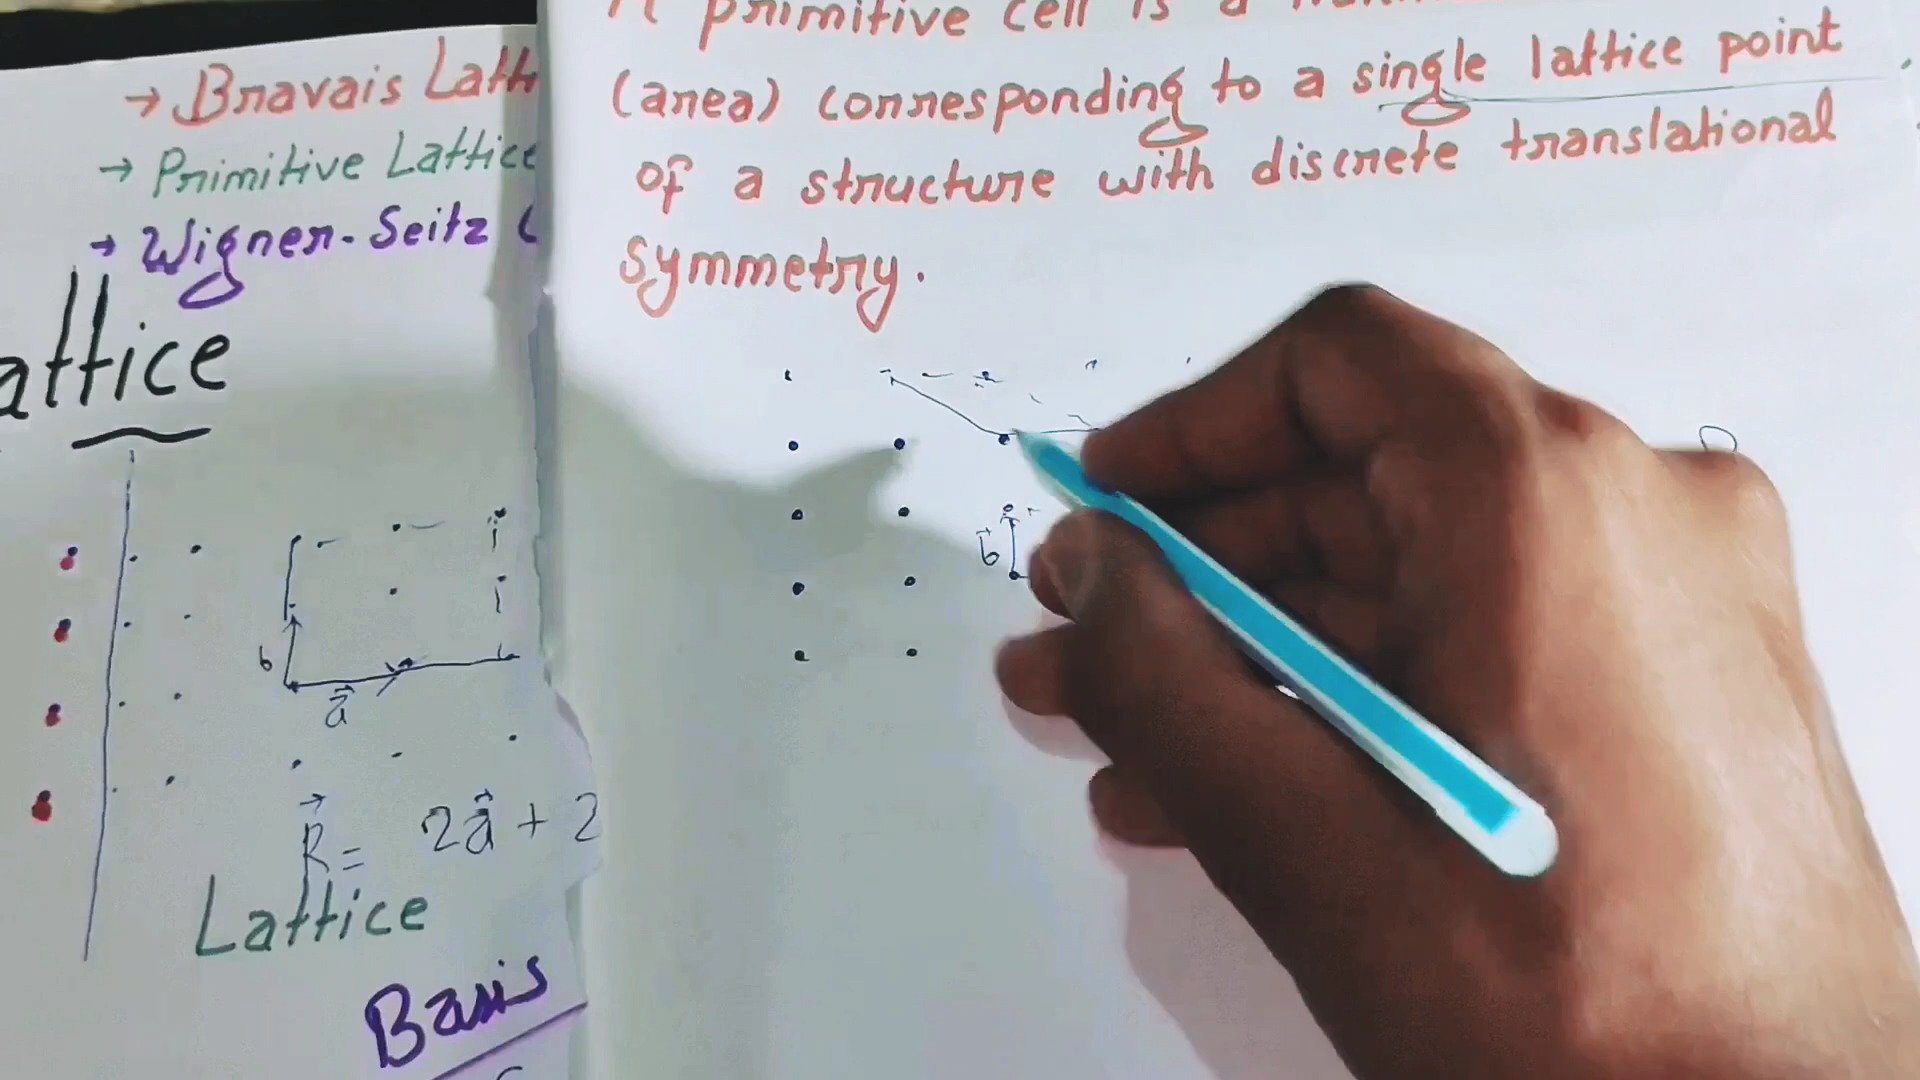 → Bravais Latti
→ Primitive Lattice
→ Wigner-Seitz C
attice
b
a⃗
R⃗ = 2a⃗ + 2
Lattice
Basis
A primitive cell is a
(area) corresponding to a single lattice point
of a structure with discrete translational
symmetry.
b⃗